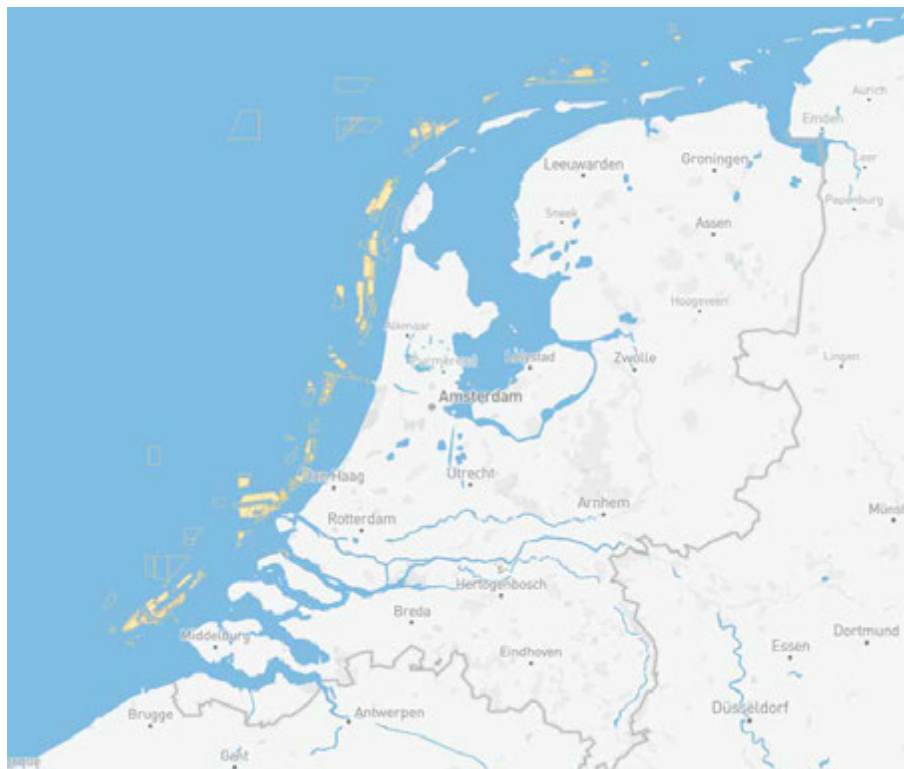 Aurich
Emden
Leer
Leeuwarden
Groningen
Papenburg
Sneek
Assen
Hoogeveen
Alkmaar
Purmerend
Lelystad
Zwolle
Lingen
Amsterdam
Den Haag
Utrecht
Arnhem
Rotterdam
Münst
's-
Hertogenbosch
Breda
Middelburg
Eindhoven
Dortmund
Essen
Brugge
Antwerpen
Düsseldorf
Gent